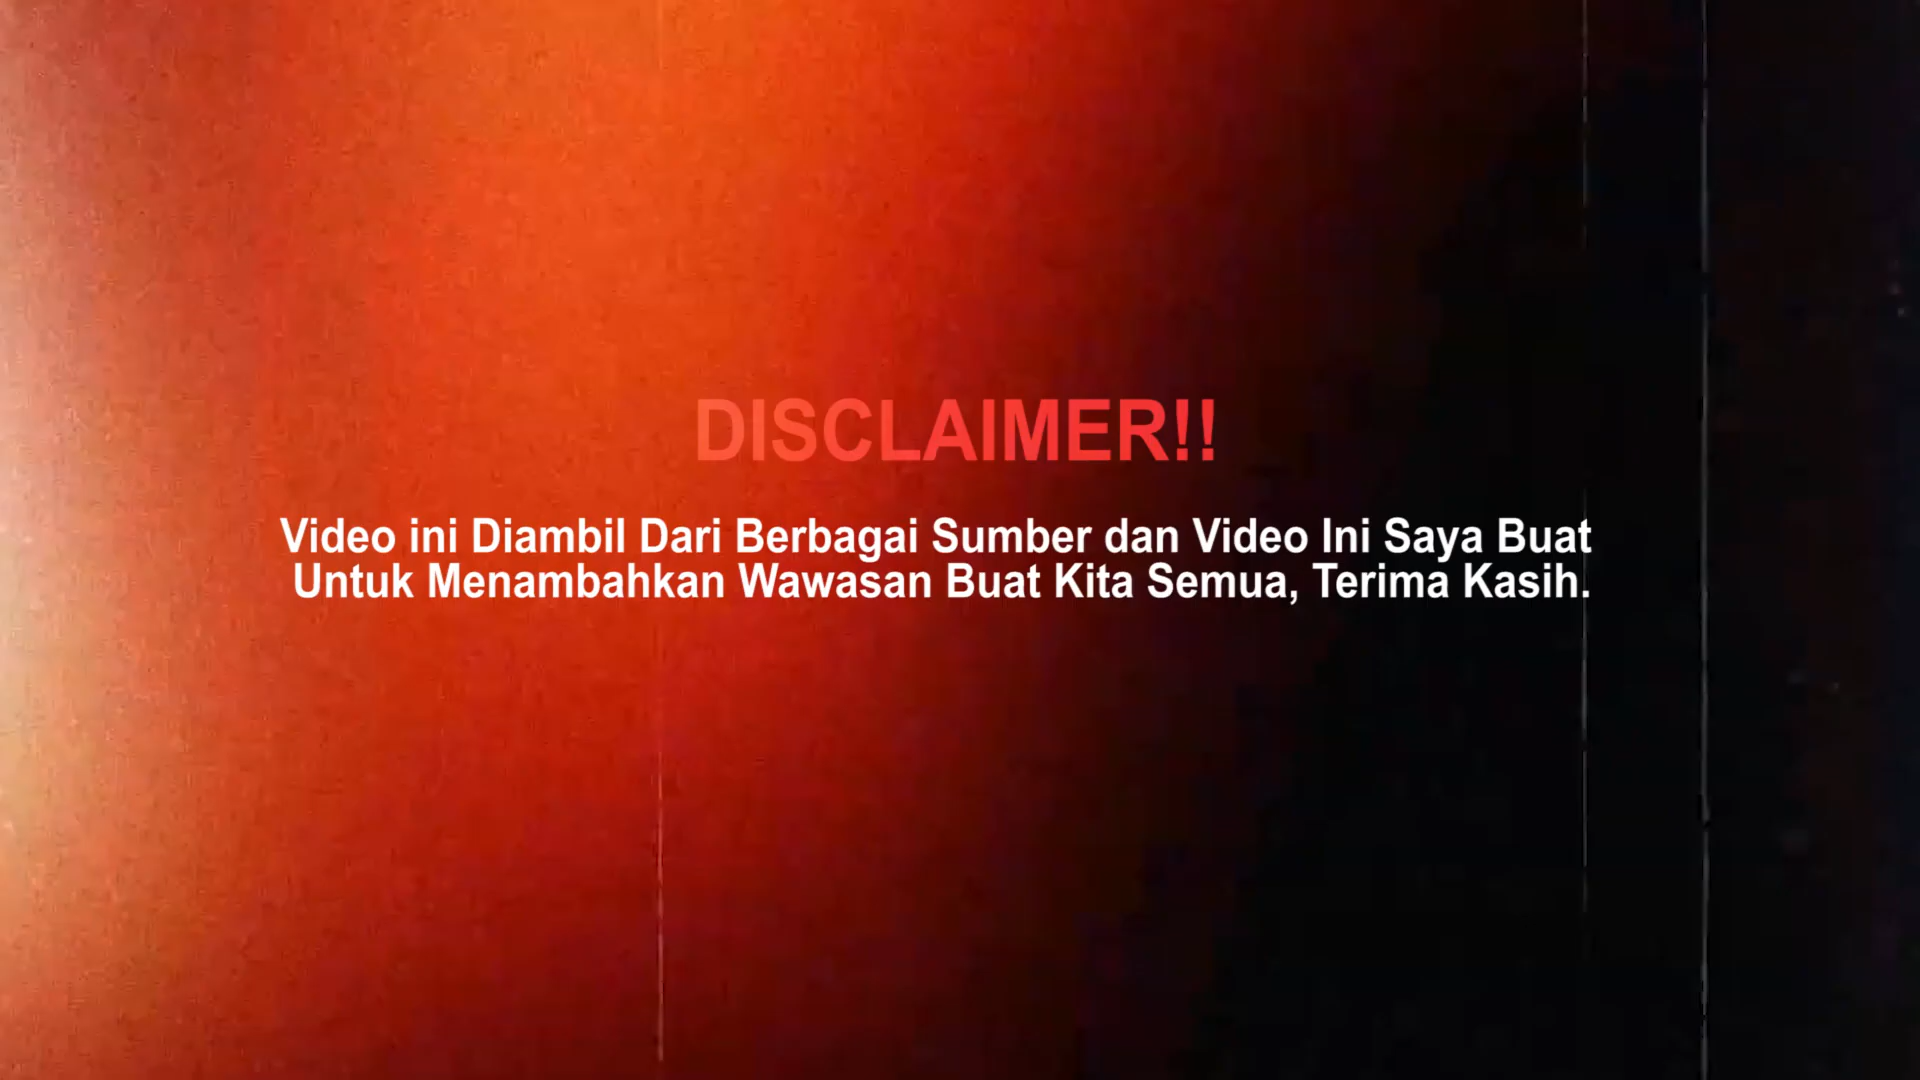 DISCLAIMER!!
Video ini Diambil Dari Berbagai Sumber dan Video Ini Saya Buat
Untuk Menambahkan Wawasan Buat Kita Semua, Terima Kasih.